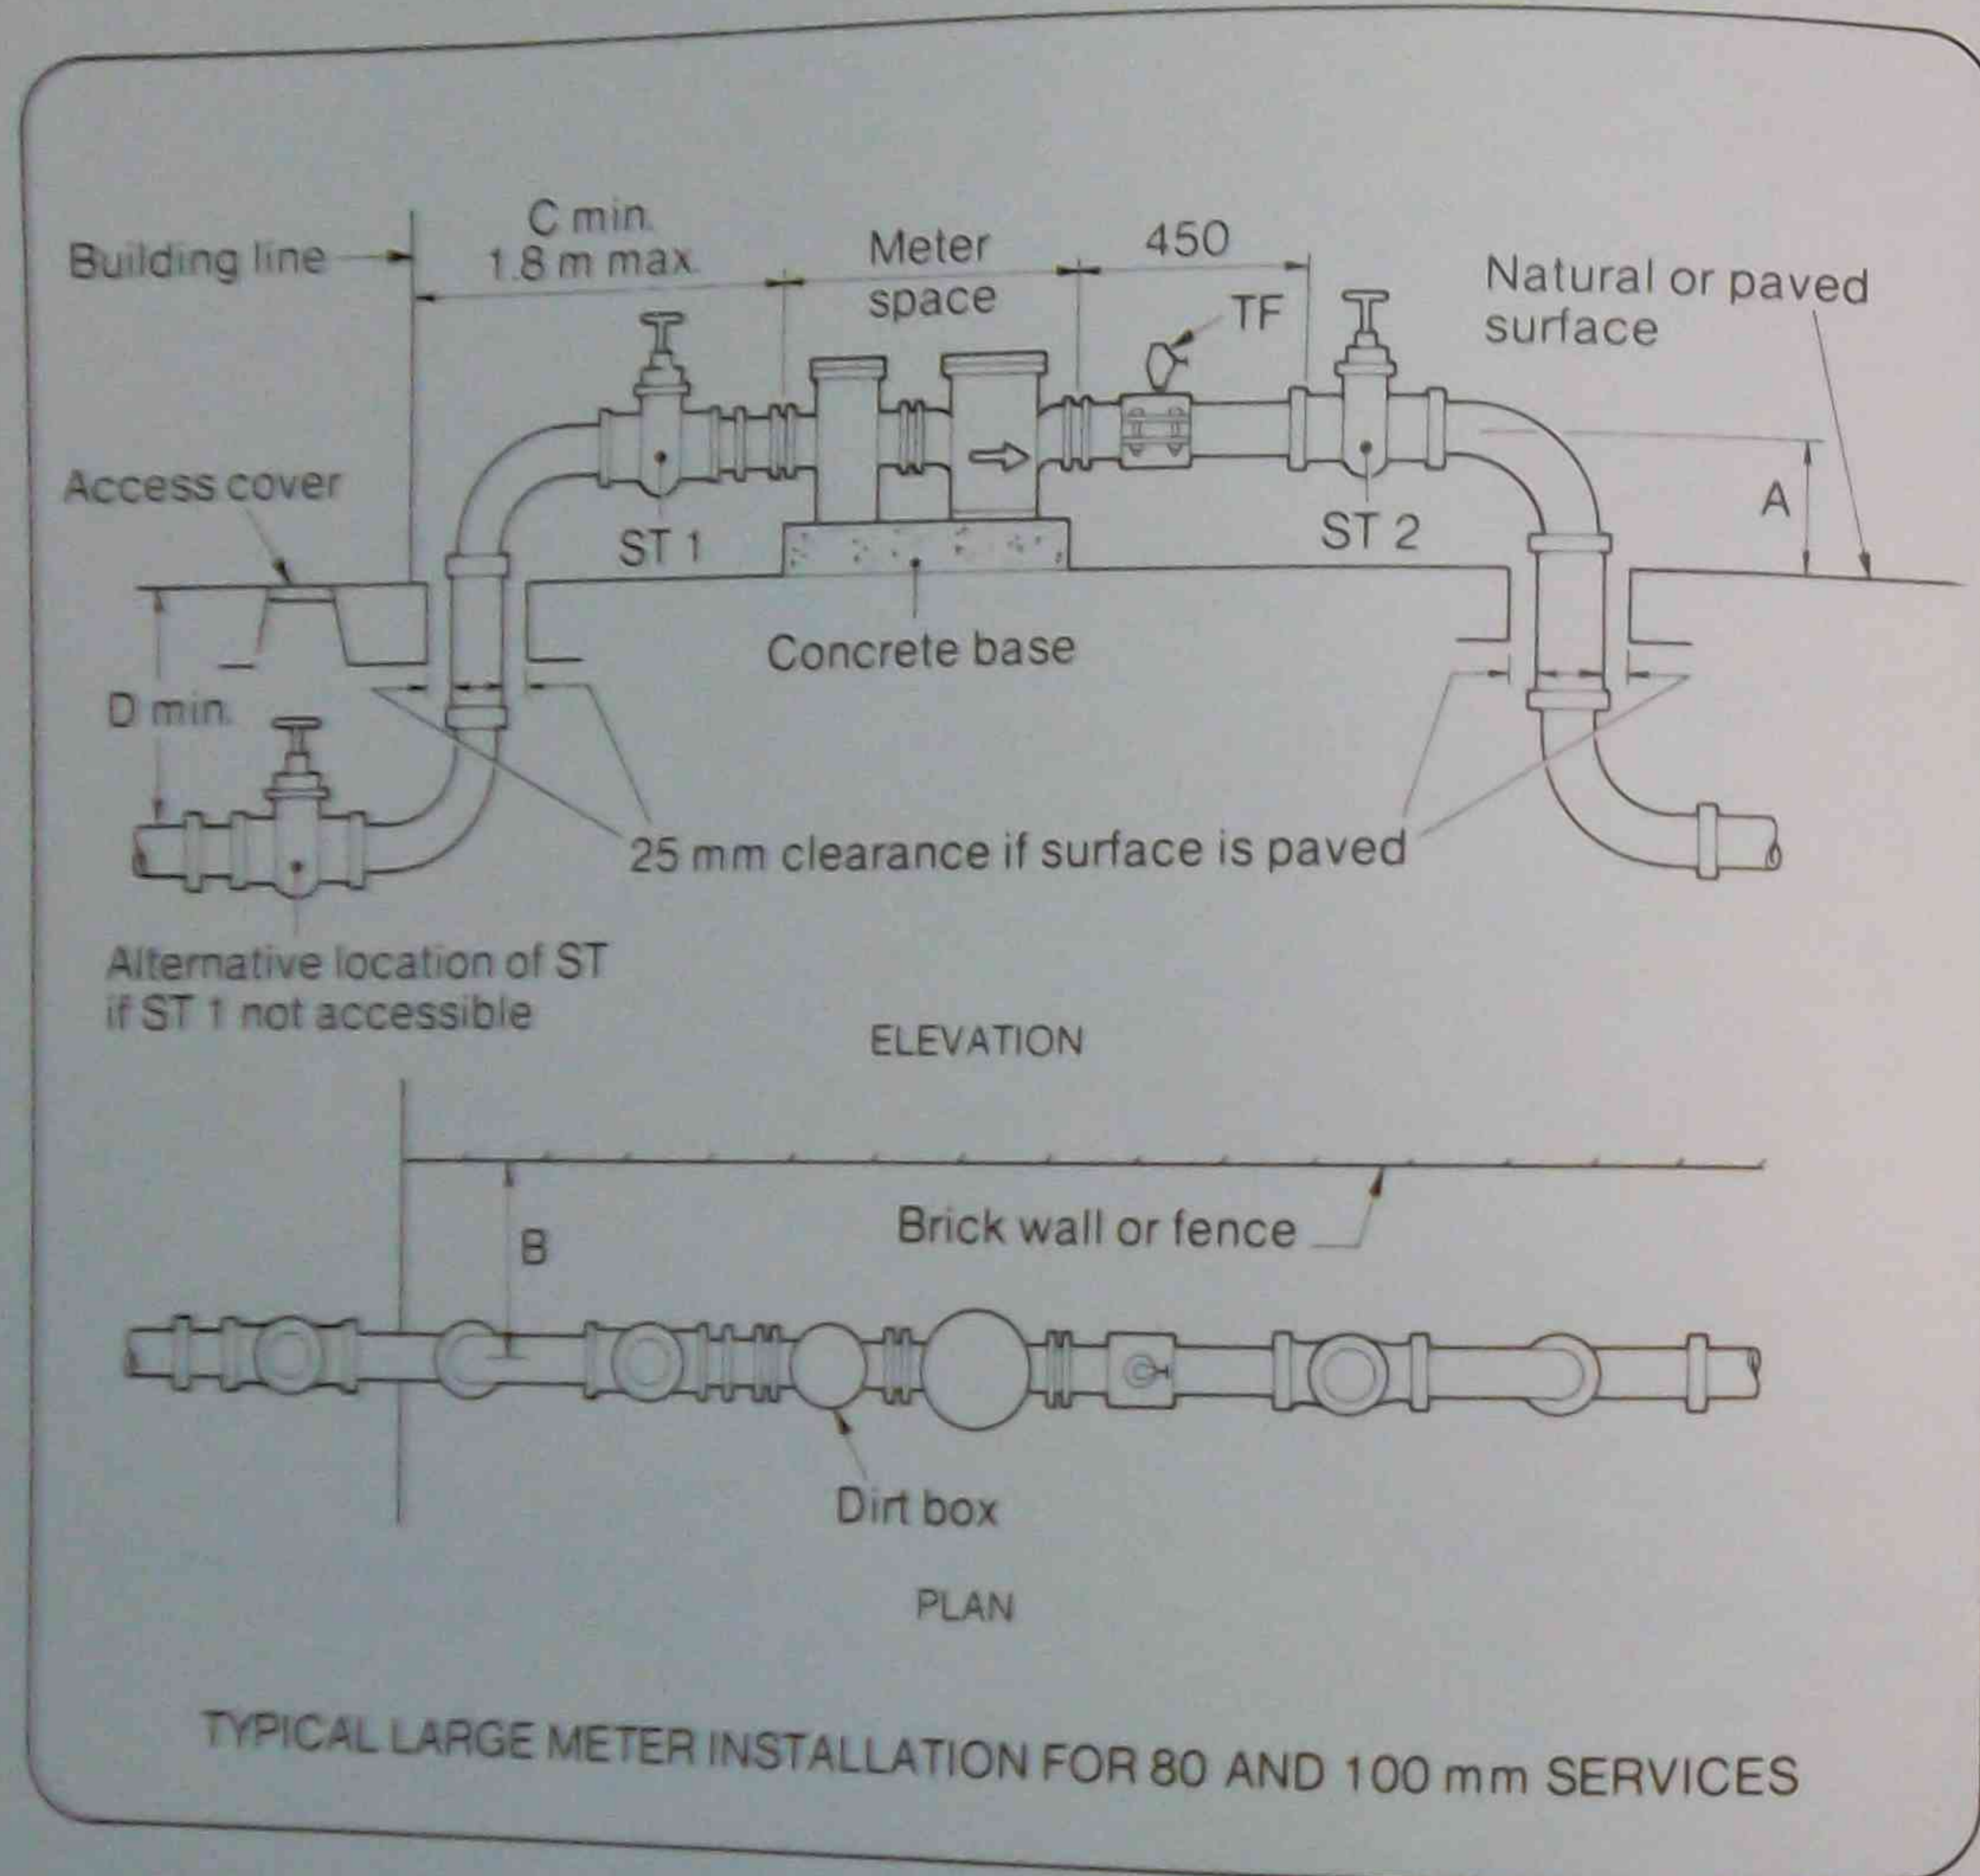 C min.
1.8 m max.
Building line
Meter
space
450
TF
Natural or paved
surface
Access cover
ST 1
ST 2
A
Concrete base
D min.
25 mm clearance if surface is paved
Alternative location of ST
if ST 1 not accessible
ELEVATION
Brick wall or fence
B
Dirt box
PLAN
TYPICAL LARGE METER INSTALLATION FOR 80 AND 100 mm SERVICES